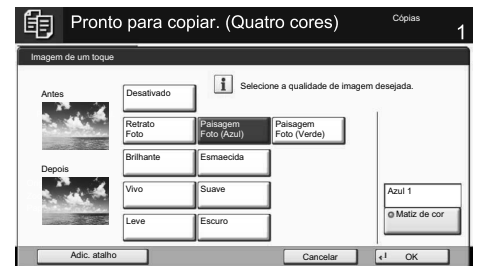 Pronto para copiar. (Quatro cores)
Cópias
1
Imagem de um toque
Antes
Desativado
Selecione a qualidade de imagem desejada.
Retrato
Foto
Paisagem
Foto (Azul)
Paisagem
Foto (Verde)
Brilhante
Esmaecida
Depois
Vivo
Suave
Azul 1
Matiz de cor
Leve
Escuro
Adic. atalho
Cancelar
OK